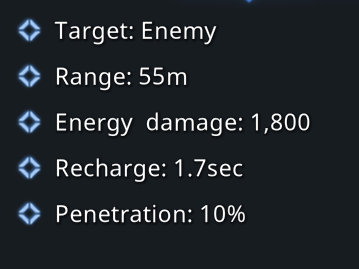 Target: Enemy
Range: 55m
Energy  damage: 1,800
Recharge: 1.7sec
Penetration: 10%